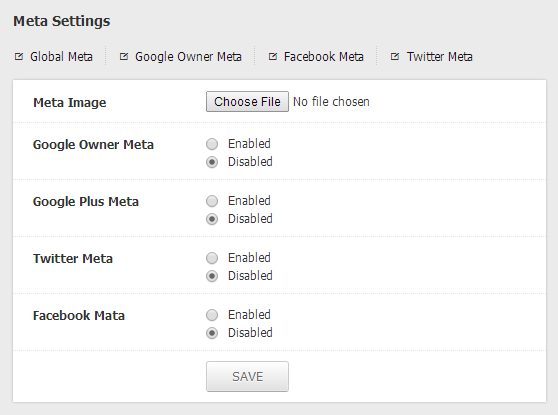 Meta Settings
Global Meta Google Owner Meta Facebook Meta Twitter Meta
Meta Image Choose File No file chosen
Google Owner Meta Enabled
Disabled
Google Plus Meta Enabled
Disabled
Twitter Meta Enabled
Disabled
Facebook Mata Enabled
Disabled
SAVE